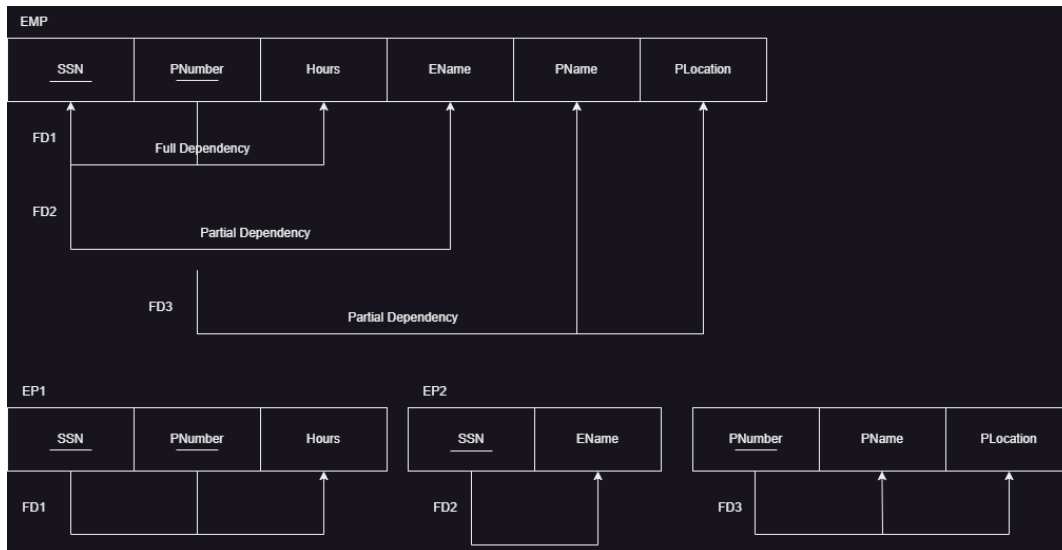 EMP
SSN PNumber Hours EName PName PLocation
FD1
Full Dependency
FD2
Partial Dependency
FD3
Partial Dependency
EP1 EP2
SSN PNumber Hours SSN EName PNumber PName PLocation
FD1 FD2 FD3